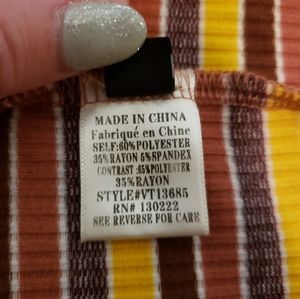 MADE IN CHINA
Fabriqué en Chine
SELF:60%POLYESTER
35%RAYON 5%SPANDEX
CONTRAST :65%POLYESTER
35%RAYON
STYLE#VT13685
RN# 130222
SEE REVERSE FOR CARE